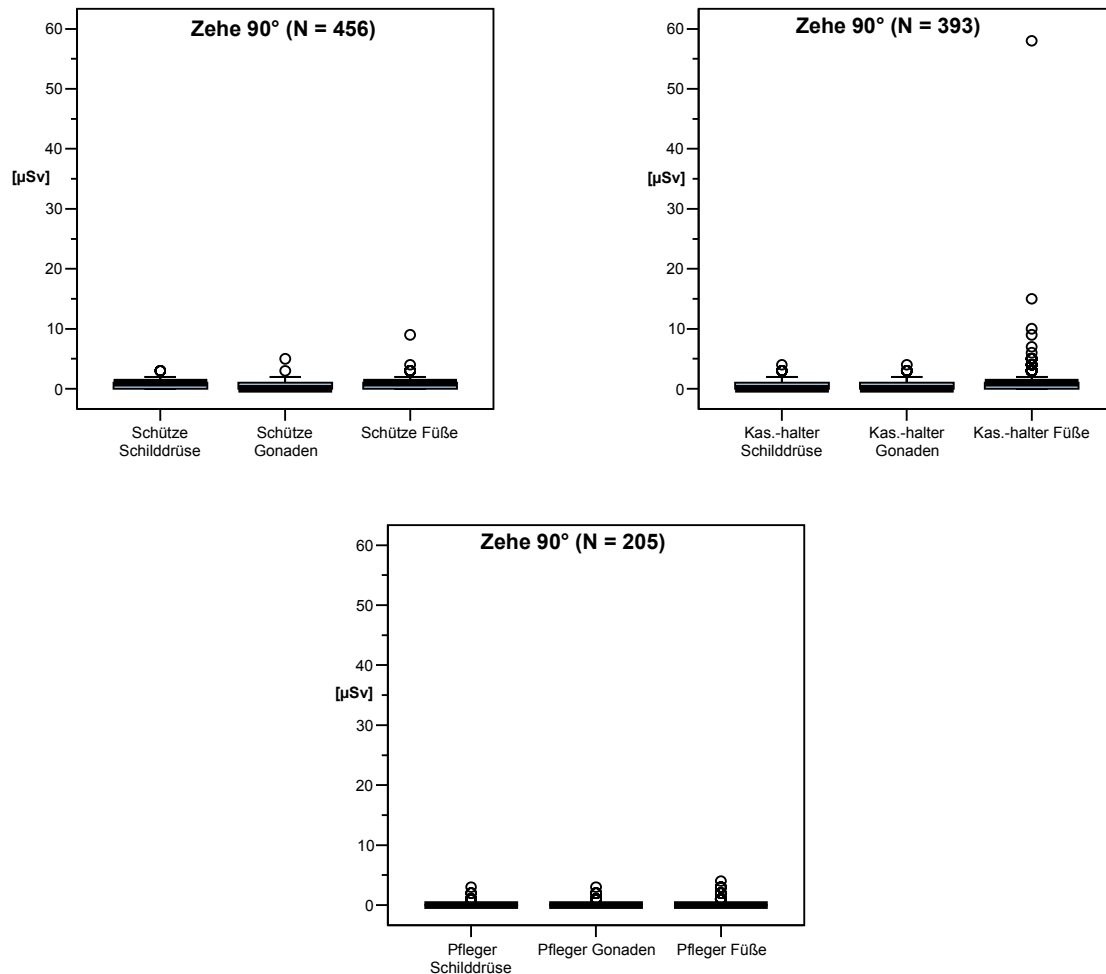 Zehe 90° (N = 456)
60
50
40
[µSv]
30
20
10
0
Schütze
Schilddrüse
Schütze
Gonaden
Schütze Füße
Zehe 90° (N = 393)
60
50
40
[µSv]
30
20
10
0
Kas.-halter
Schilddrüse
Kas.-halter
Gonaden
Kas.-halter Füße
Zehe 90° (N = 205)
60
50
40
[µSv]
30
20
10
0
Pfleger
Schilddrüse
Pfleger Gonaden
Pfleger Füße